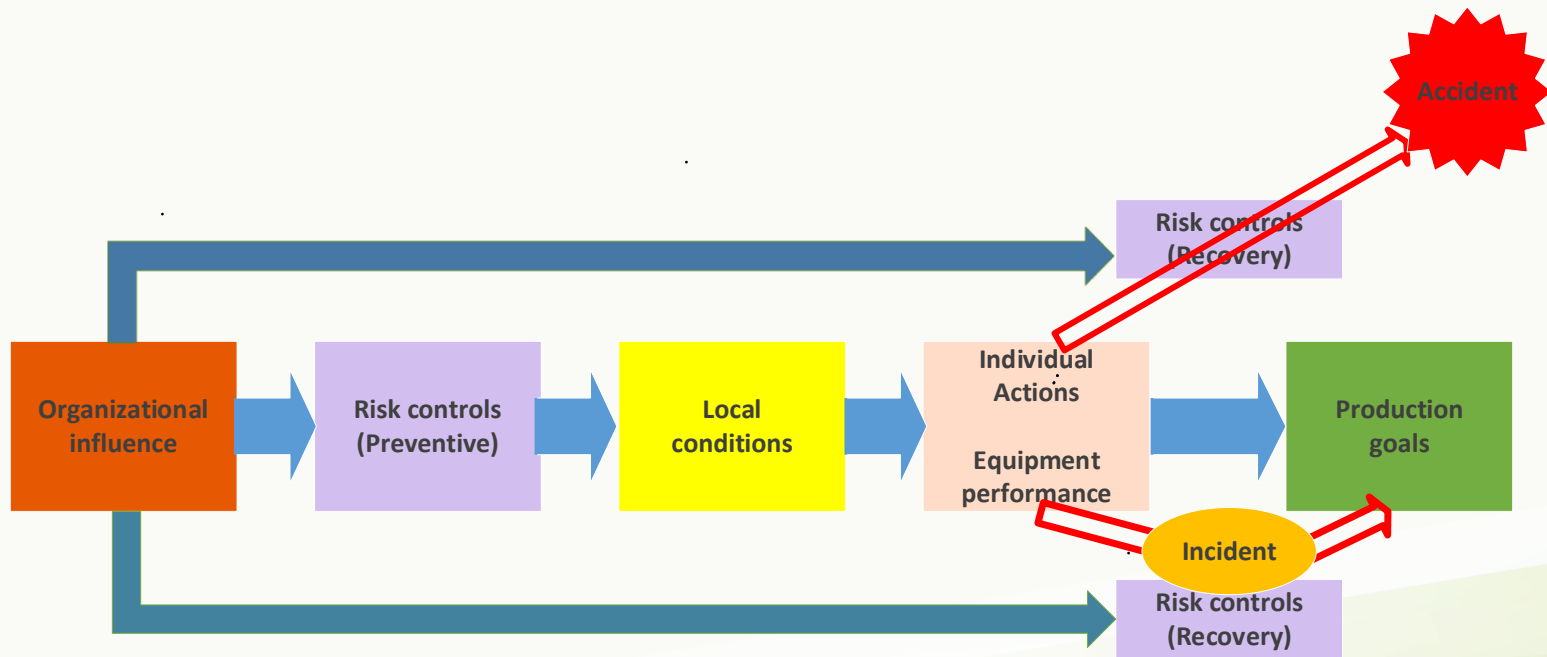 Accident
Risk controls
(Recovery)
Organizational
influence
Risk controls
(Preventive)
Local
conditions
Individual
Actions
Equipment
performance
Production
goals
Incident
Risk controls
(Recovery)